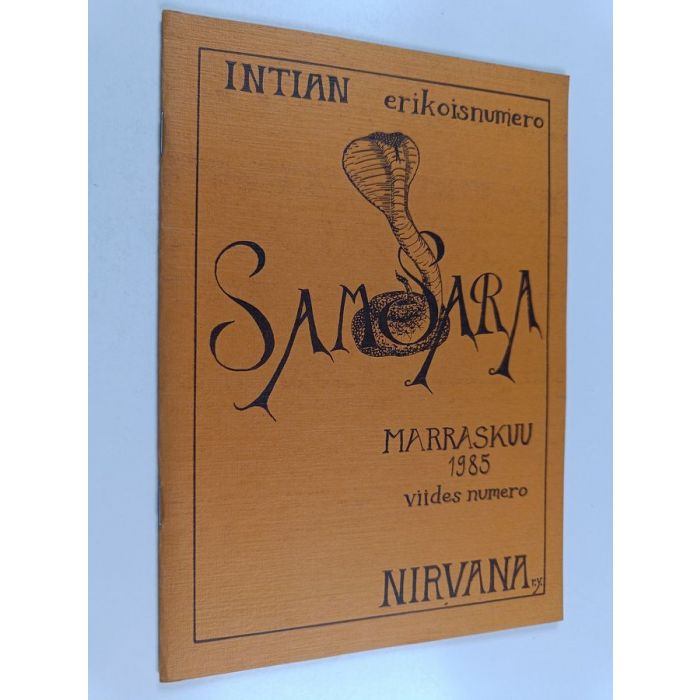 INTIAN erikoisnumero
SAMSARA
MARRASKUU
1985
viides numero
NIRVANA r.y.